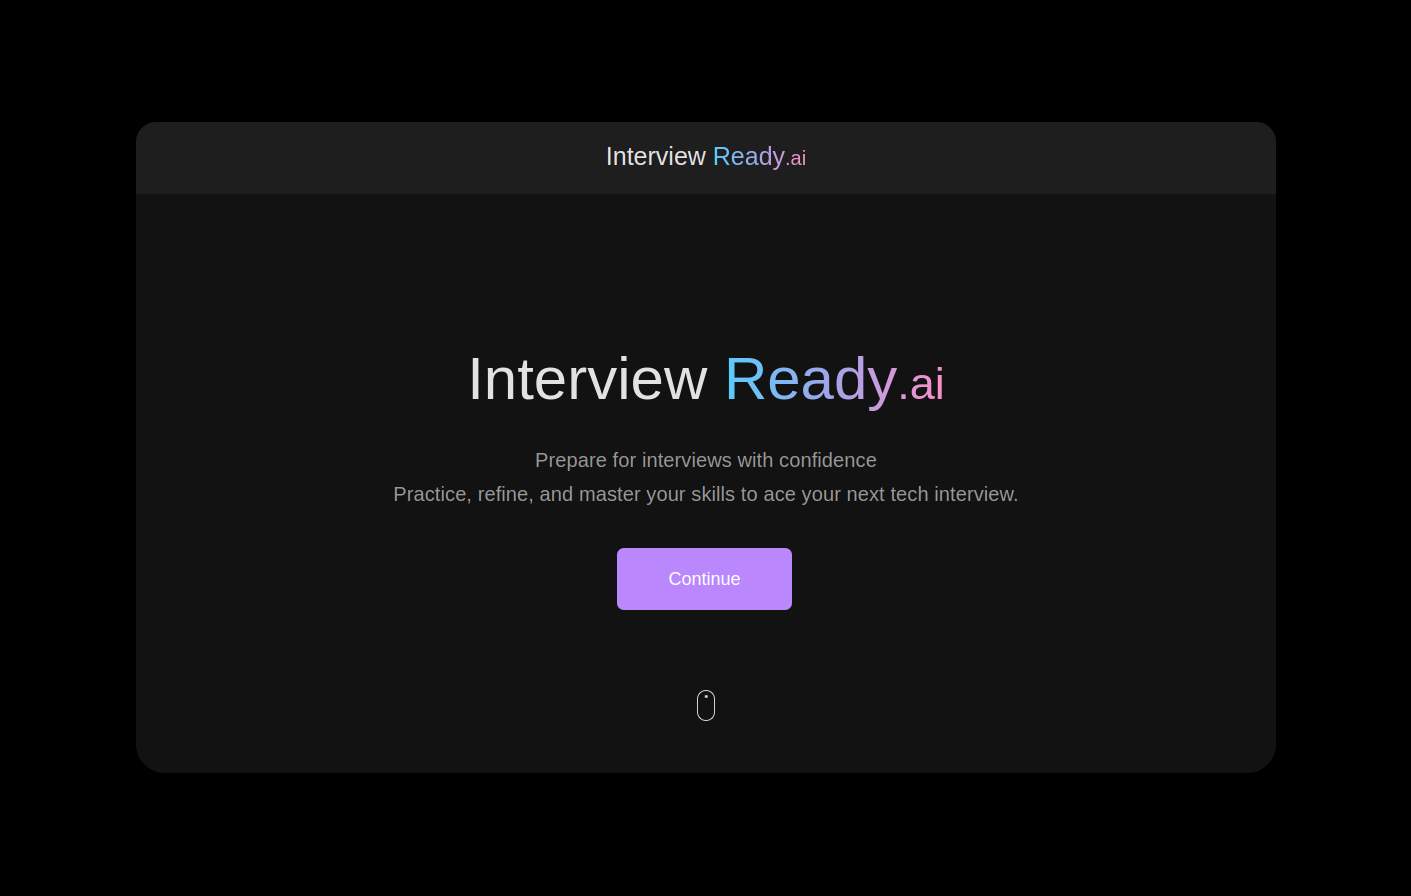 Interview Ready.ai
Interview Ready.ai
Prepare for interviews with confidence
Practice, refine, and master your skills to ace your next tech interview.
Continue